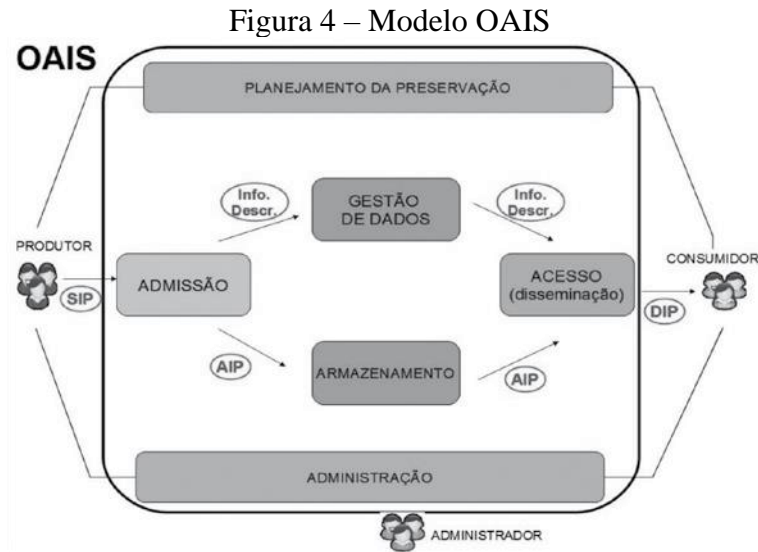 Figura 4 – Modelo OAIS
OAIS
PLANEJAMENTO DA PRESERVAÇÃO
Info.
Descr.
GESTÃO
DE DADOS
Info.
Descr.
PRODUTOR
SIP
ADMISSÃO
ACESSO
(disseminação)
CONSUMIDOR
DIP
AIP
ARMAZENAMENTO
AIP
ADMINISTRAÇÃO
ADMINISTRADOR